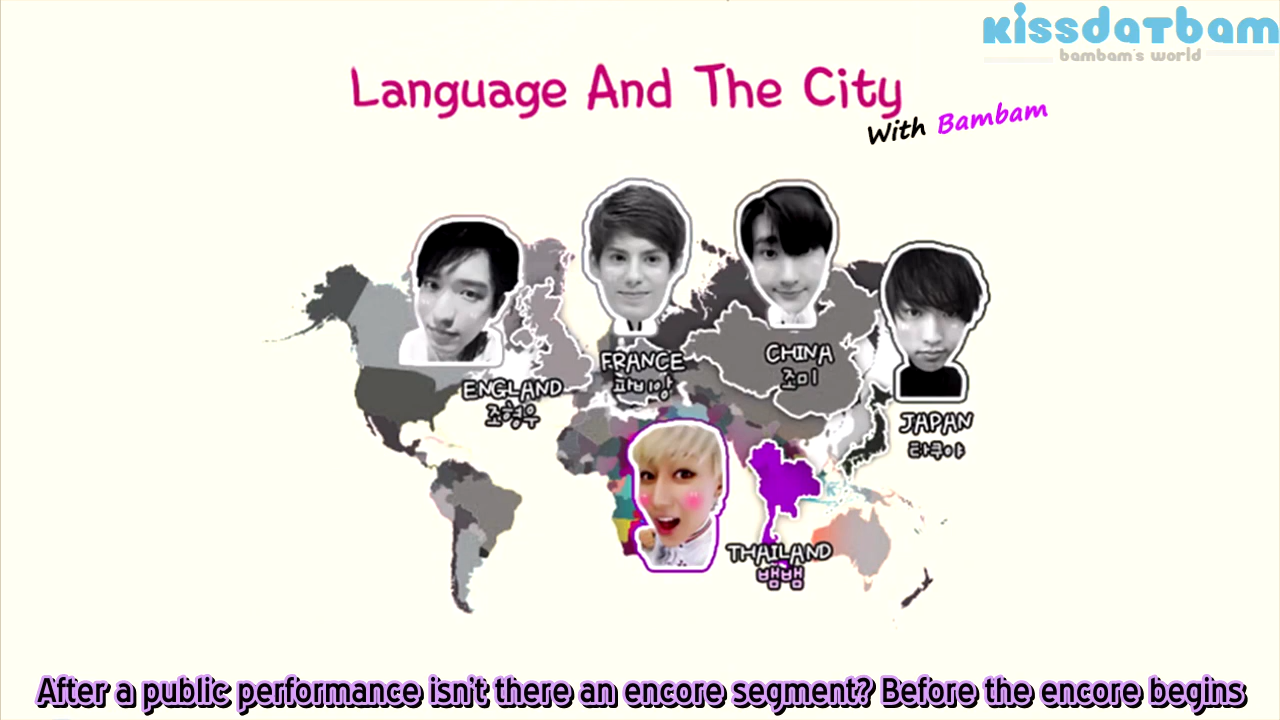 KissDatBam
bambam's world
Language And The City
With Bambam
ENGLAND
조형우
FRANCE
파비앙
CHINA
조미
JAPAN
타쿠야
THAILAND
뱀뱀
After a public performance isn't there an encore segment? Before the encore begins